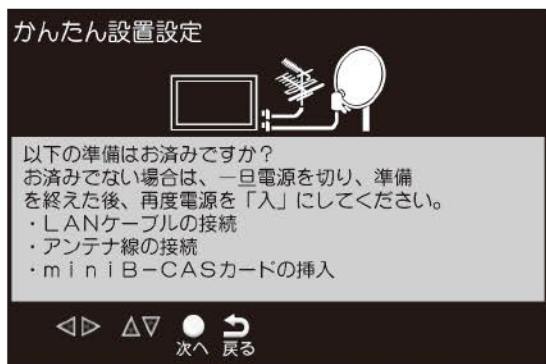 かんたん設置設定
以下の準備はお済みですか？
お済みでない場合は、一旦電源を切り、準備
を終えた後、再度電源を「入」にしてください。
・ＬＡＮケーブルの接続
・アンテナ線の接続
・ｍｉｎｉＢ－ＣＡＳカードの挿入
次へ 戻る